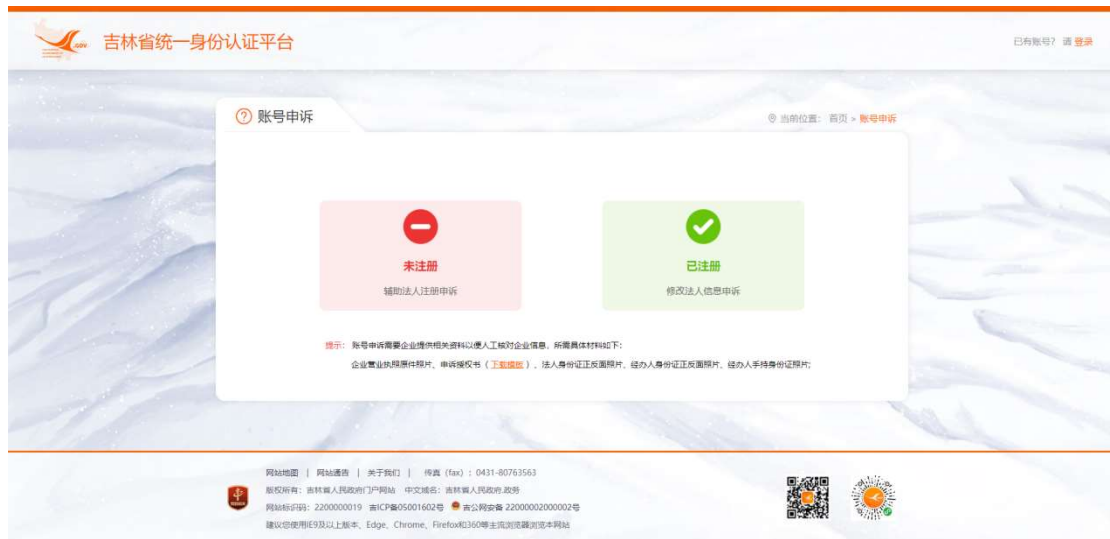 .gov 吉林省统一身份认证平台
已有账号? 请 登录
账号申诉
当前位置: 首页 > 账号申诉
未注册
辅助法人注册申诉
已注册
修改法人信息申诉
提示: 账号申诉需要企业提供相关资料以便人工核对企业信息, 所需具体材料如下:
企业营业执照原件照片、申诉授权书 (下载模版) 、法人身份证正反面照片、经办人身份证正反面照片、经办人手持身份证照片;
网站地图 | 网站通告 | 关于我们 | 传真 (fax) : 0431-80763563
版权所有: 吉林省人民政府门户网站 中文域名: 吉林省人民政府.政务
网站标识码: 2200000019 吉ICP备05001602号 吉公网安备 22000002000002号
建议您使用IE9及以上版本、Edge、Chrome、Firefox和360等主流浏览器浏览本网站